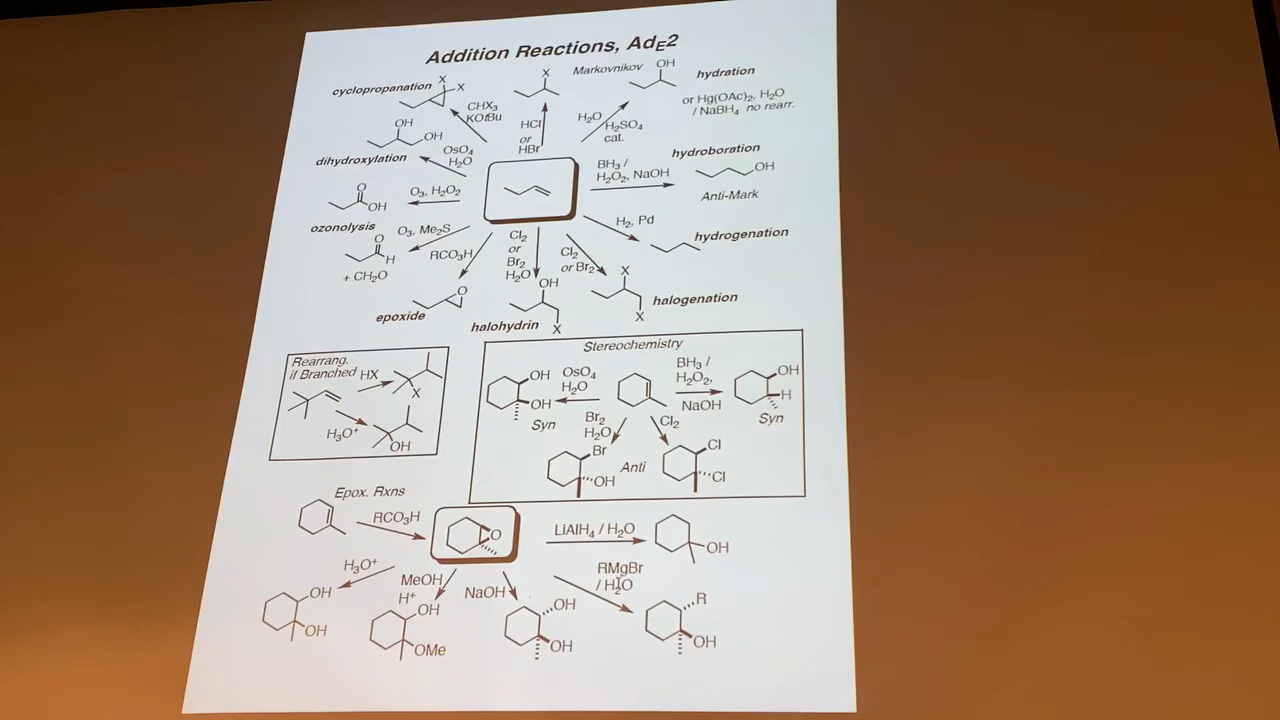 Addition Reactions, AdE2
cyclopropanation
X
X
CHX3
KOtBu
X
HCl
or
HBr
Markovnikov
OH
hydration
H2O
H2SO4
cat.
or Hg(OAc)2, H2O
/ NaBH4 no rearr.
OH
OH
dihydroxylation
OsO4
H2O
BH3 /
H2O2, NaOH
hydroboration
OH
Anti-Mark
O
OH
O3, H2O2
ozonolysis
O3, Me2S
O
H
+ CH2O
H2, Pd
hydrogenation
RCO3H
O
epoxide
Cl2
or
Br2
H2O
OH
X
halohydrin
Cl2
or Br2
X
X
halogenation
Rearrang.
if Branched
HX
X
H3O+
OH
Stereochemistry
OH
OH
Syn
OsO4
H2O
BH3 /
H2O2,
NaOH
OH
H
Syn
Br2
H2O
Cl2
Br
OH
Anti
Cl
Cl
Epox. Rxns
RCO3H
O
LiAlH4 / H2O
OH
H3O+
OH
OH
MeOH
H+
OH
OMe
NaOH
OH
OH
RMgBr
/ H2O
R
OH